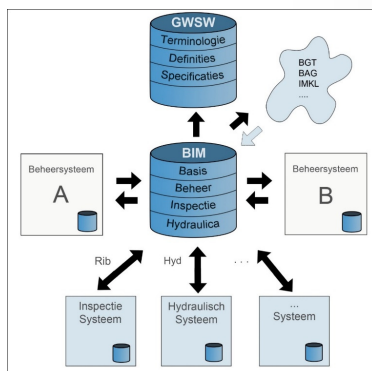 GWSW
Terminologie
Definities
Specificaties
BGT
BAG
IMKL
....
BIM
Basis
Beheer
Inspectie
Hydraulica
Beheersysteem
A
Beheersysteem
B
Rib
Hyd
. . .
Inspectie
Systeem
Hydraulisch
Systeem
...
Systeem